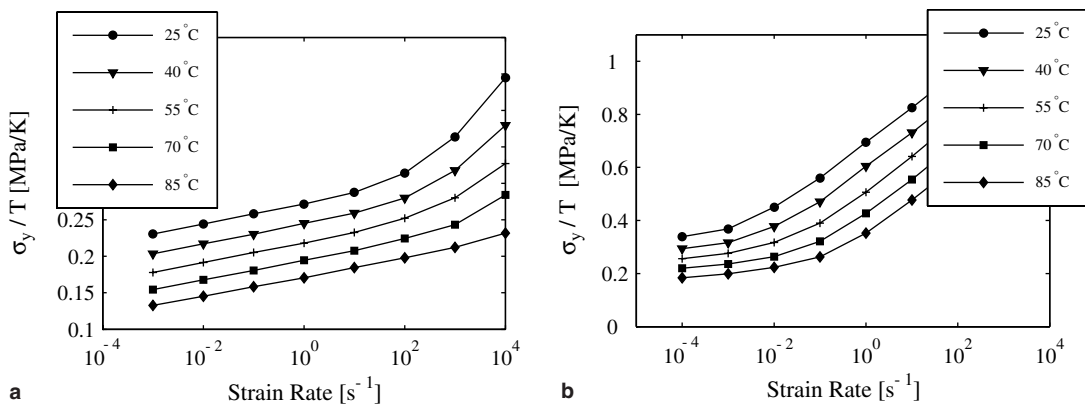 25°C
40°C
55°C
70°C
85°C
σy / T [MPa/K]
0.25
0.2
0.15
0.1
10^-4
10^-2
10^0
10^2
10^4
Strain Rate [s^-1]
a
25°C
40°C
55°C
70°C
85°C
σy / T [MPa/K]
1
0.8
0.6
0.4
0.2
0
10^-4
10^-2
10^0
10^2
10^4
Strain Rate [s^-1]
b